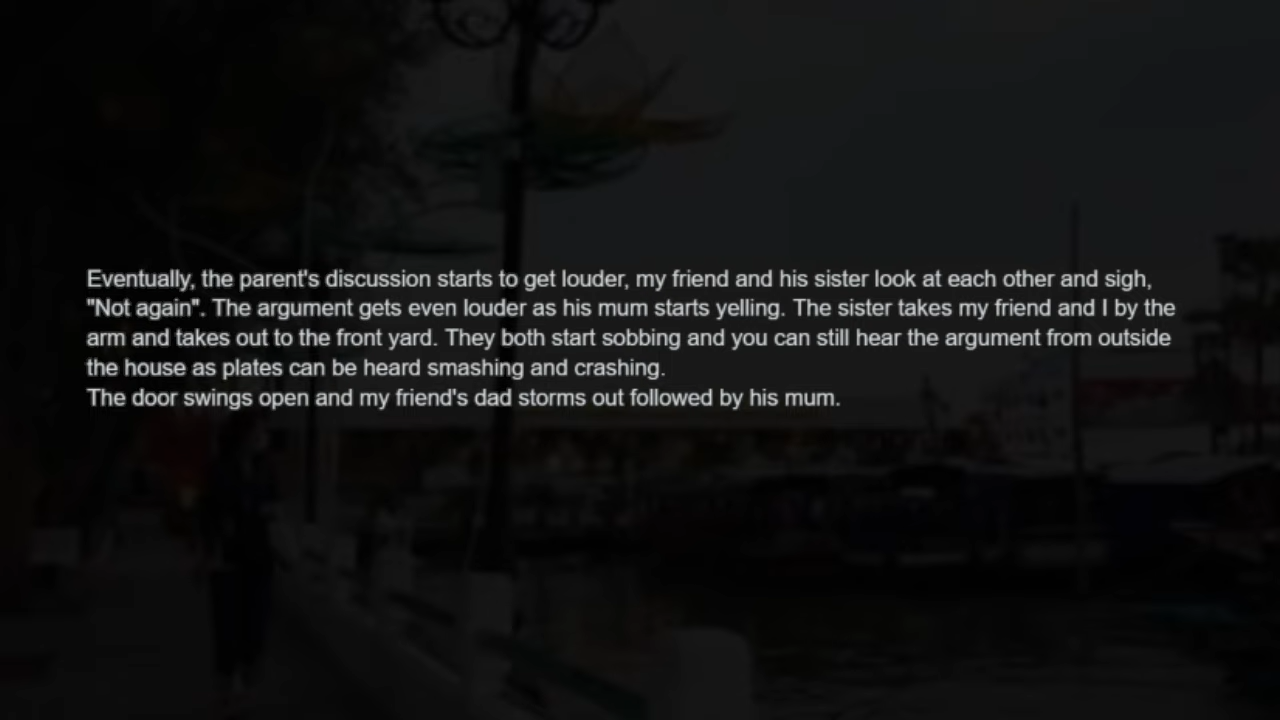 Eventually, the parent's discussion starts to get louder, my friend and his sister look at each other and sigh,
"Not again". The argument gets even louder as his mum starts yelling. The sister takes my friend and I by the
arm and takes out to the front yard. They both start sobbing and you can still hear the argument from outside
the house as plates can be heard smashing and crashing.
The door swings open and my friend's dad storms out followed by his mum.